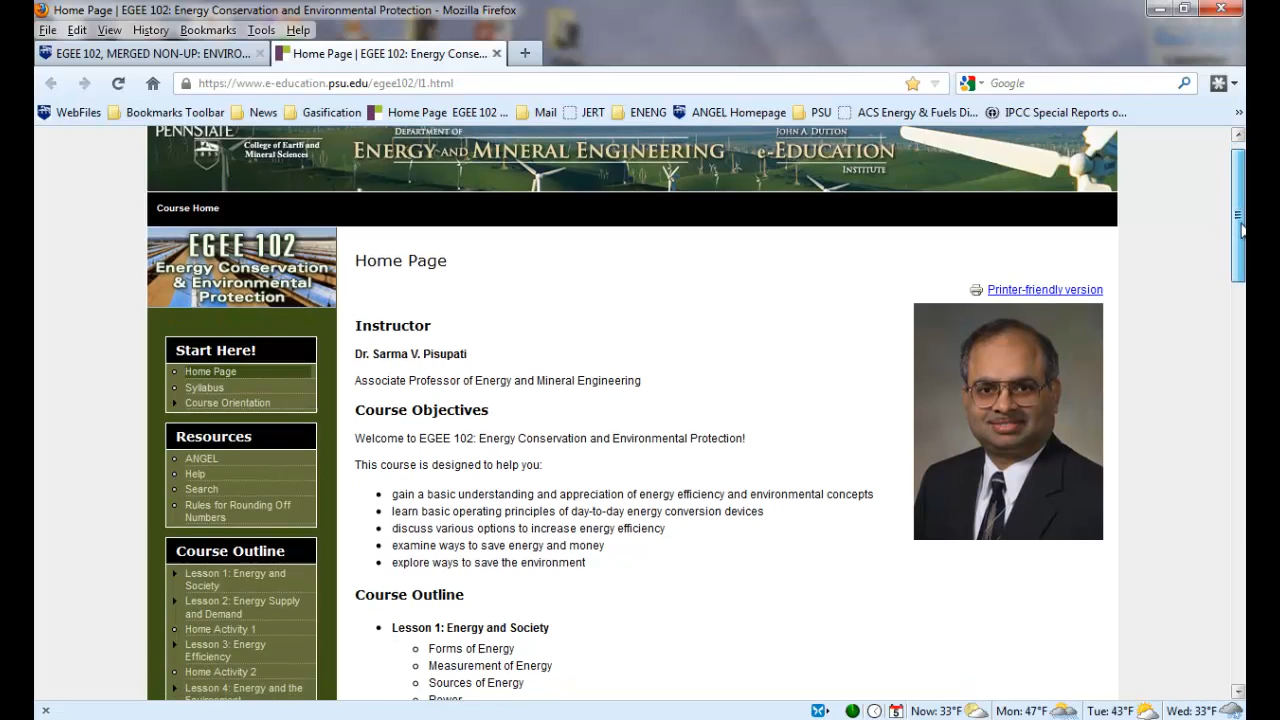 Home Page | EGEE 102: Energy Conservation and Environmental Protection - Mozilla Firefox
File Edit View History Bookmarks Tools Help
EGEE 102, MERGED NON-UP: ENVIRO... Home Page | EGEE 102: Energy Conse...
https://www.e-education.psu.edu/egee102/l1.html Google
WebFiles Bookmarks Toolbar News Gasification Home Page EGEE 102 ... Mail JERT ENENG ANGEL Homepage PSU ACS Energy & Fuels Di... IPCC Special Reports o... »
PENNSTATE
College of Earth and
Mineral Sciences
DEPARTMENT OF
ENERGY AND MINERAL ENGINEERING
JOHN A. DUTTON
e-EDUCATION
INSTITUTE
Course Home
EGEE 102
Energy Conservation
& Environmental
Protection
Start Here!
Home Page
Syllabus
Course Orientation
Resources
ANGEL
Help
Search
Rules for Rounding Off
Numbers
Course Outline
Lesson 1: Energy and
Society
Lesson 2: Energy Supply
and Demand
Home Activity 1
Lesson 3: Energy
Efficiency
Home Activity 2
Lesson 4: Energy and the
Environment
Home Page
Printer-friendly version
Instructor
Dr. Sarma V. Pisupati
Associate Professor of Energy and Mineral Engineering
Course Objectives
Welcome to EGEE 102: Energy Conservation and Environmental Protection!
This course is designed to help you:
• gain a basic understanding and appreciation of energy efficiency and environmental concepts
• learn basic operating principles of day-to-day energy conversion devices
• discuss various options to increase energy efficiency
• examine ways to save energy and money
• explore ways to save the environment
Course Outline
• Lesson 1: Energy and Society
Forms of Energy
Measurement of Energy
Sources of Energy
Power
Now: 33°F Mon: 47°F Tue: 43°F Wed: 33°F